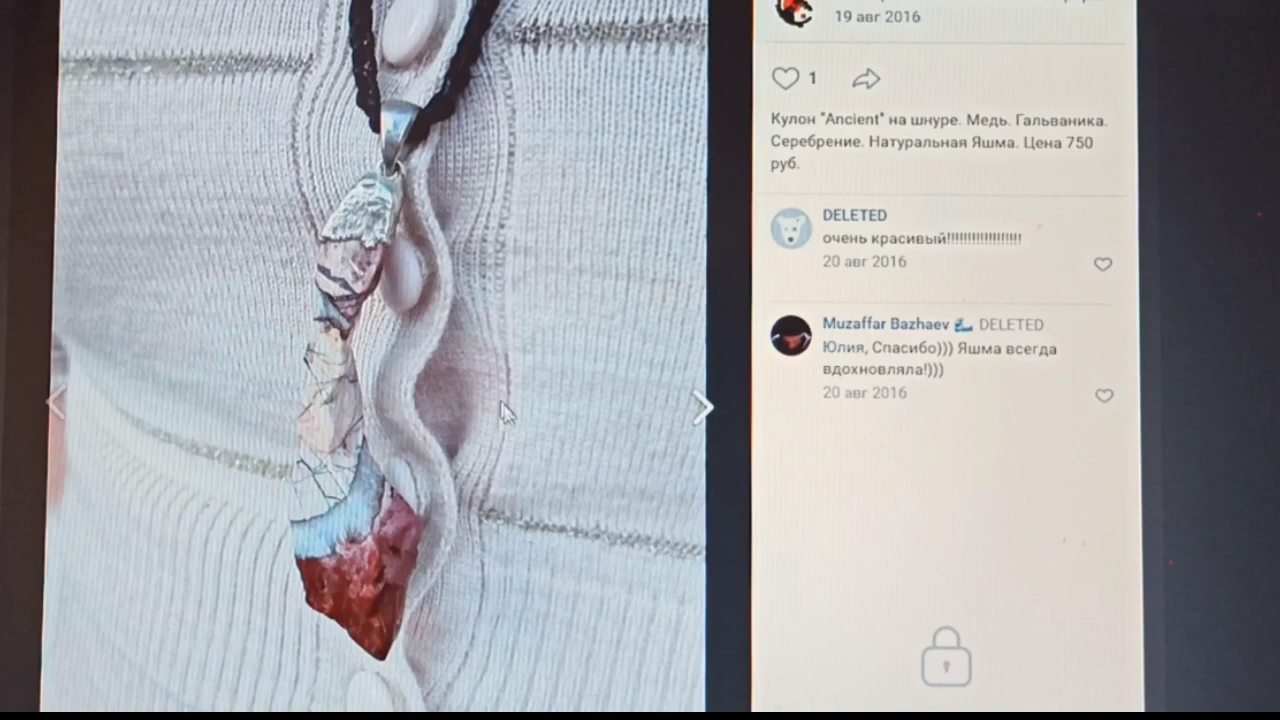 19 авг 2016
1
Кулон "Ancient" на шнуре. Медь. Гальваника.
Серебрение. Натуральная Яшма. Цена 750
руб.
DELETED
очень красивый!!!!!!!!!!!!!!!!!!!
20 авг 2016
Muzaffar Bazhaev DELETED
Юлия, Спасибо))) Яшма всегда
вдохновляла!)))
20 авг 2016